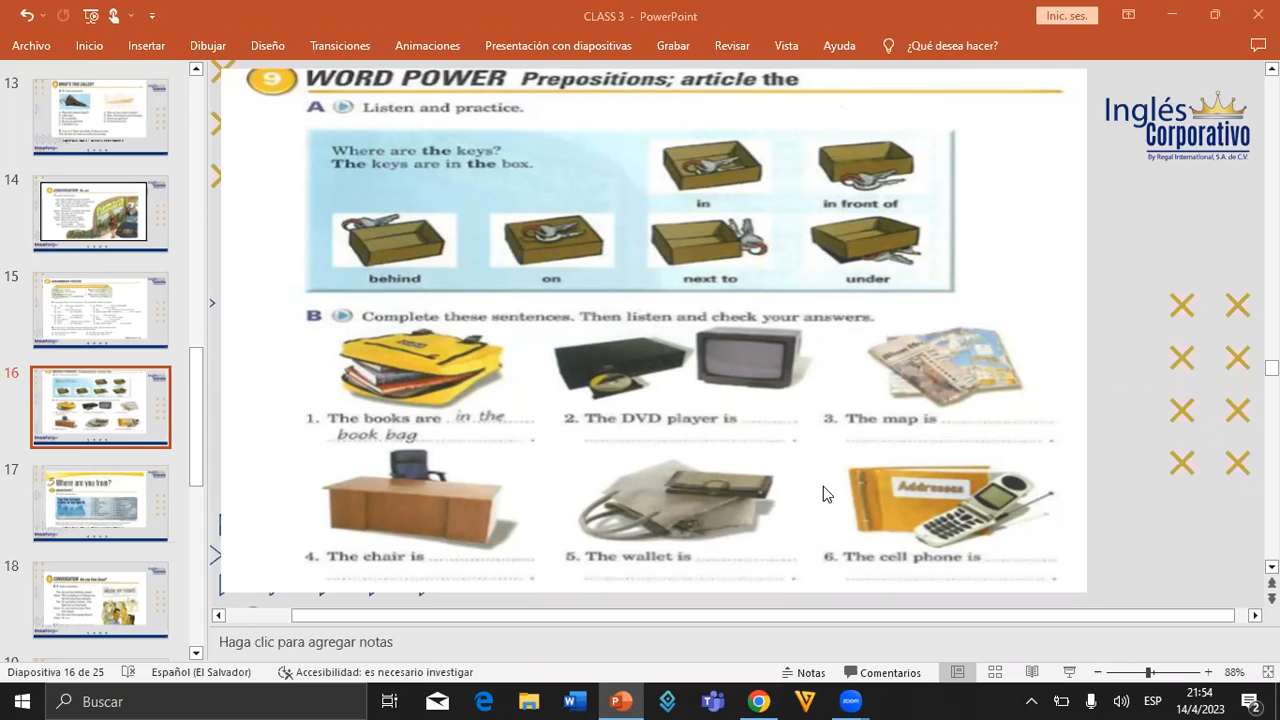 CLASS 3 - PowerPoint
Inic. ses.
Archivo Inicio Insertar Dibujar Diseño Transiciones Animaciones Presentación con diapositivas Grabar Revisar Vista Ayuda ¿Qué desea hacer?
13
14
15
16
17
Where are you from?
18
9 WORD POWER Prepositions; article the
A Listen and practice.
Where are the keys?
The keys are in the box.
in in front of
behind on next to under
B Complete these sentences. Then listen and check your answers.
1. The books are in the
book bag.
2. The DVD player is
3. The map is
4. The chair is
5. The wallet is
Addresses
6. The cell phone is
Inglés
Corporativo
By Regal International, S.A. de C.V.
Haga clic para agregar notas
Diapositiva 16 de 25 Español (El Salvador) Accesibilidad: es necesario investigar Notas Comentarios 88%
Buscar
ESP
21:54
14/4/2023
2